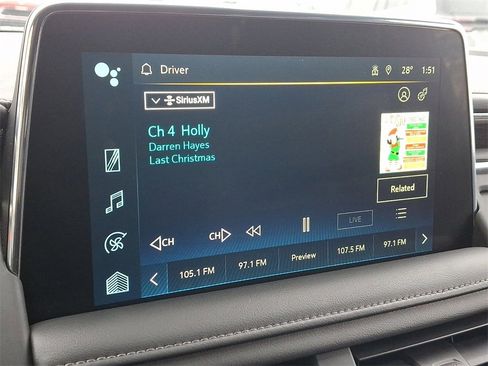 Driver
28° 1:51
SiriusXM
Ch 4 Holly
Darren Hayes
Last Christmas
Related
CH
CH
LIVE
105.1 FM
97.1 FM
Preview
107.5 FM
97.1 FM